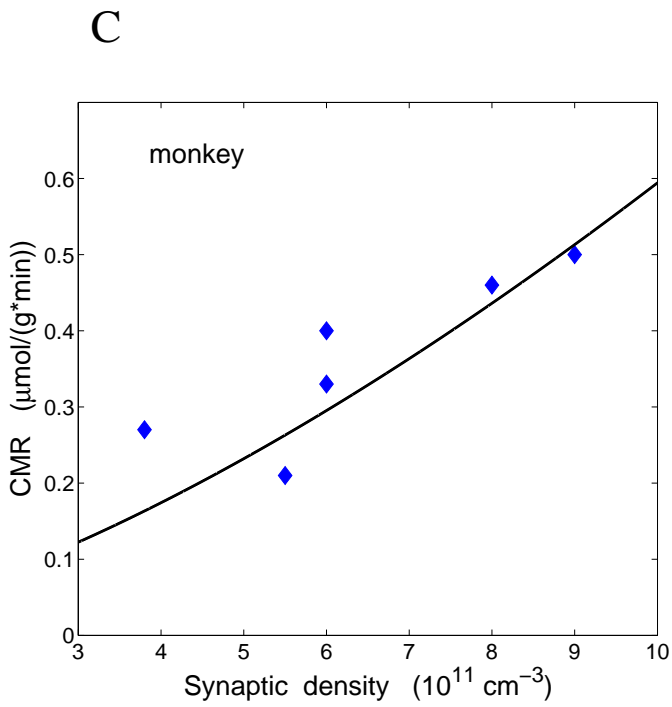 C
monkey
0.6
0.5
0.4
0.3
0.2
0.1
0
CMR (μmol/(g*min))
3 4 5 6 7 8 9 10
Synaptic density (10¹¹ cm⁻³)